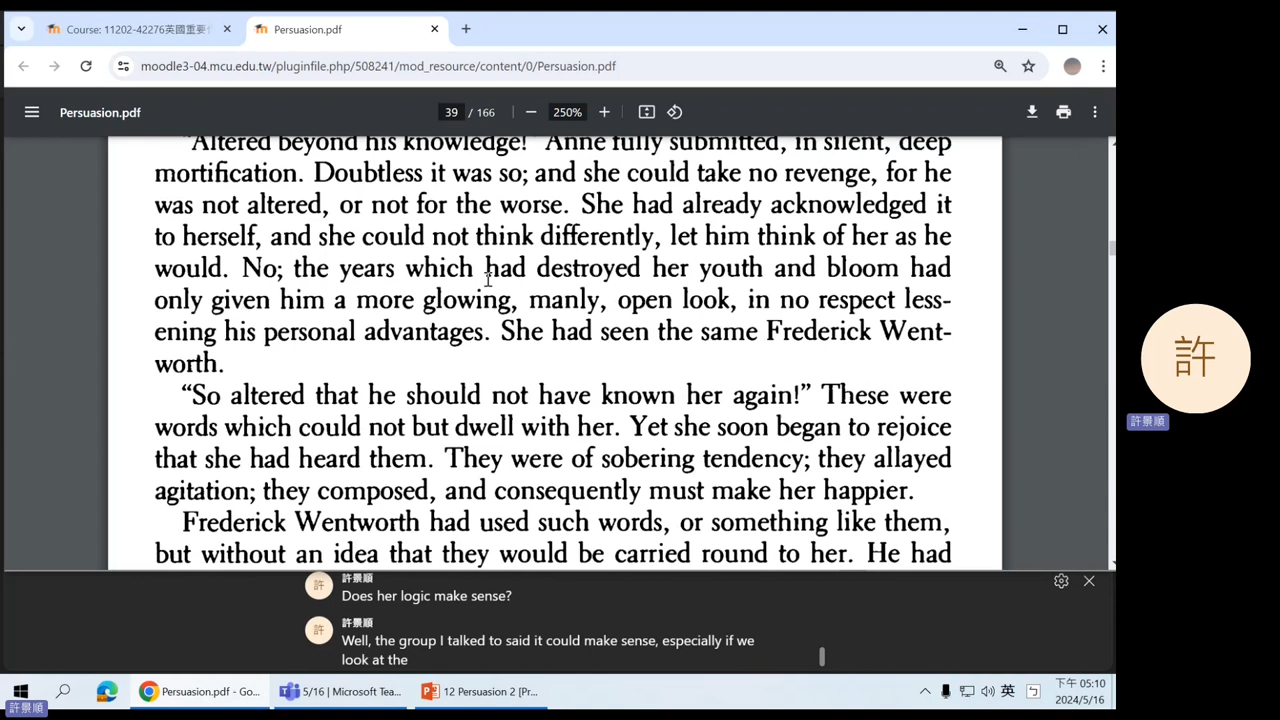 Course: 11202-42276英國重要
Persuasion.pdf
moodle3-04.mcu.edu.tw/pluginfile.php/508241/mod_resource/content/0/Persuasion.pdf
Persuasion.pdf
39 / 166
250%
"Altered beyond his knowledge!" Anne fully submitted, in silent, deep
mortification. Doubtless it was so; and she could take no revenge, for he
was not altered, or not for the worse. She had already acknowledged it
to herself, and she could not think differently, let him think of her as he
would. No; the years which had destroyed her youth and bloom had
only given him a more glowing, manly, open look, in no respect less-
ening his personal advantages. She had seen the same Frederick Went-
worth.
“So altered that he should not have known her again!” These were
words which could not but dwell with her. Yet she soon began to rejoice
that she had heard them. They were of sobering tendency; they allayed
agitation; they composed, and consequently must make her happier.
Frederick Wentworth had used such words, or something like them,
but without an idea that they would be carried round to her. He had
許
許景順
許
許景順
Does her logic make sense?
許
許景順
Well, the group I talked to said it could make sense, especially if we
look at the
Persuasion.pdf - Go...
5/16 | Microsoft Tea...
12 Persuasion 2 [Pr...
英
下午 05:10
2024/5/16
許景順